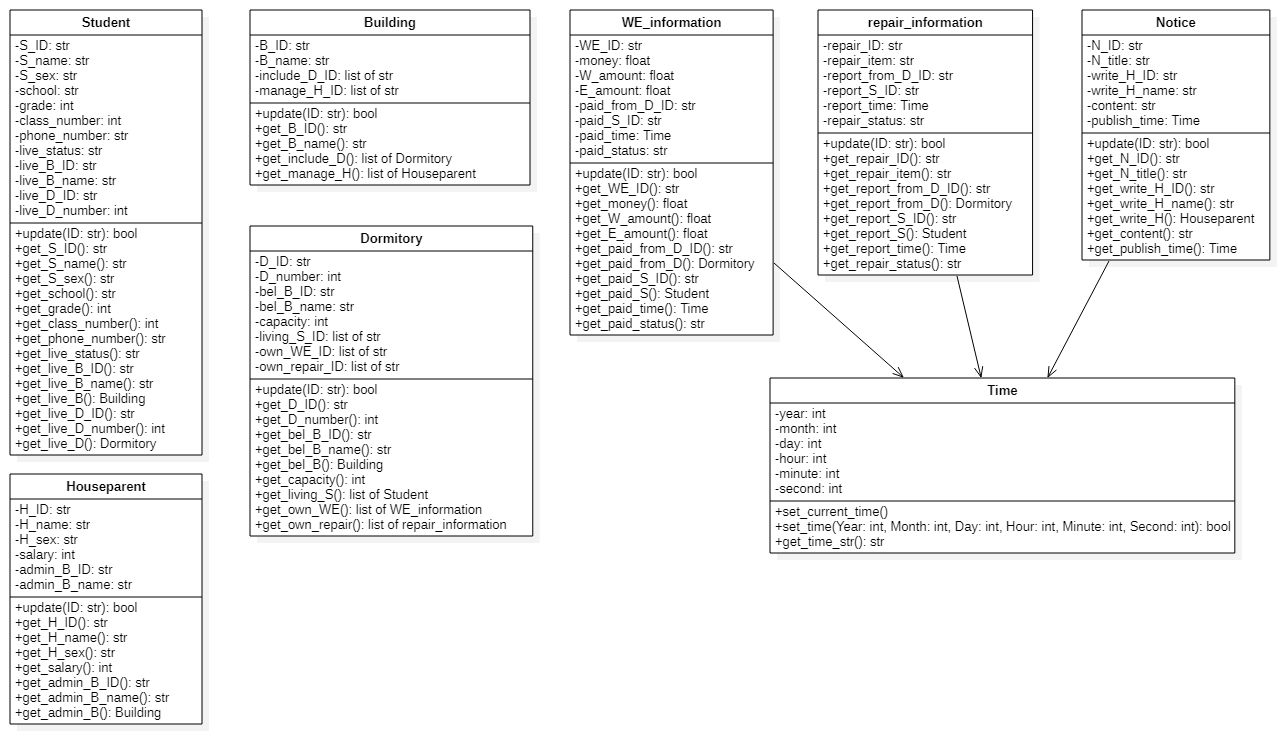 Student
-S_ID: str
-S_name: str
-S_sex: str
-school: str
-grade: int
-class_number: int
-phone_number: str
-live_status: str
-live_B_ID: str
-live_B_name: str
-live_D_ID: str
-live_D_number: int
+update(ID: str): bool
+get_S_ID(): str
+get_S_name(): str
+get_S_sex(): str
+get_school(): str
+get_grade(): int
+get_class_number(): int
+get_phone_number(): str
+get_live_status(): str
+get_live_B_ID(): str
+get_live_B_name(): str
+get_live_B(): Building
+get_live_D_ID(): str
+get_live_D_number(): int
+get_live_D(): Dormitory
Houseparent
-H_ID: str
-H_name: str
-H_sex: str
-salary: int
-admin_B_ID: str
-admin_B_name: str
+update(ID: str): bool
+get_H_ID(): str
+get_H_name(): str
+get_H_sex(): str
+get_salary(): int
+get_admin_B_ID(): str
+get_admin_B_name(): str
+get_admin_B(): Building
Building
-B_ID: str
-B_name: str
-include_D_ID: list of str
-manage_H_ID: list of str
+update(ID: str): bool
+get_B_ID(): str
+get_B_name(): str
+get_include_D(): list of Dormitory
+get_manage_H(): list of Houseparent
Dormitory
-D_ID: str
-D_number: int
-bel_B_ID: str
-bel_B_name: str
-capacity: int
-living_S_ID: list of str
-own_WE_ID: list of str
-own_repair_ID: list of str
+update(ID: str): bool
+get_D_ID(): str
+get_D_number(): int
+get_bel_B_ID(): str
+get_bel_B_name(): str
+get_bel_B(): Building
+get_capacity(): int
+get_living_S(): list of Student
+get_own_WE(): list of WE_information
+get_own_repair(): list of repair_information
WE_information
-WE_ID: str
-money: float
-W_amount: float
-E_amount: float
-paid_from_D_ID: str
-paid_S_ID: str
-paid_time: Time
-paid_status: str
+update(ID: str): bool
+get_WE_ID(): str
+get_money(): float
+get_W_amount(): float
+get_E_amount(): float
+get_paid_from_D_ID(): str
+get_paid_from_D(): Dormitory
+get_paid_S_ID(): str
+get_paid_S(): Student
+get_paid_time(): Time
+get_paid_status(): str
repair_information
-repair_ID: str
-repair_item: str
-report_from_D_ID: str
-report_S_ID: str
-report_time: Time
-repair_status: str
+update(ID: str): bool
+get_repair_ID(): str
+get_repair_item(): str
+get_report_from_D_ID(): str
+get_report_from_D(): Dormitory
+get_report_S_ID(): str
+get_report_S(): Student
+get_report_time(): Time
+get_repair_status(): str
Notice
-N_ID: str
-N_title: str
-write_H_ID: str
-write_H_name: str
-content: str
-publish_time: Time
+update(ID: str): bool
+get_N_ID(): str
+get_N_title(): str
+get_write_H_ID(): str
+get_write_H_name(): str
+get_write_H(): Houseparent
+get_content(): str
+get_publish_time(): Time
Time
-year: int
-month: int
-day: int
-hour: int
-minute: int
-second: int
+set_current_time()
+set_time(Year: int, Month: int, Day: int, Hour: int, Minute: int, Second: int): bool
+get_time_str(): str